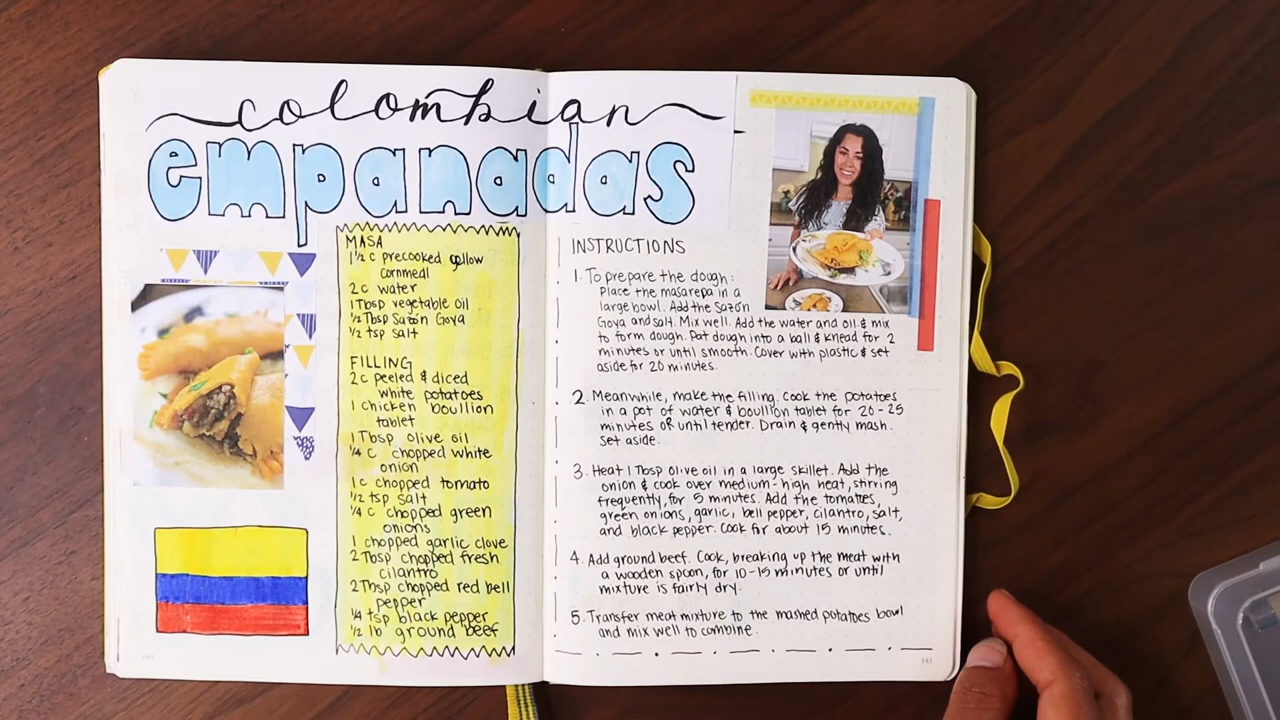 colombian
empanadas
MASA
1 1/2 c precooked yellow
cornmeal
2 c water
1 Tbsp vegetable oil
1/2 Tbsp Sazón Goya
1/2 tsp salt
FILLING
2 c peeled & diced
white potatoes
1 chicken boullion
tablet
1 Tbsp olive oil
1/4 C chopped white
onion
1 c chopped tomato
1/2 tsp salt
1/4 c chopped green
onions
1 chopped garlic clove
2 Tbsp chopped fresh
cilantro
2 Tbsp chopped red bell
pepper
1/4 tsp black pepper
1/2 lb ground beef
140
INSTRUCTIONS
1. To prepare the dough:
Place the masarepa in a
large bowl. Add the Sazón
Goya and salt. Mix well. Add the water and oil & mix
to form dough. Pat dough into a ball & knead for 2
minutes or until smooth. Cover with plastic & set
aside for 20 minutes.
2. Meanwhile, make the filling. Cook the potatoes
in a pot of water & boullion tablet for 20-25
minutes or until tender. Drain & gently mash.
Set aside.
3. Heat 1 Tbsp olive oil in a large skillet. Add the
onion & cook over medium-high heat, stirring
frequently, for 5 minutes. Add the tomatoes,
green onions, garlic, bell pepper, cilantro, salt,
and black pepper. Cook for about 15 minutes.
4. Add ground beef. Cook, breaking up the meat with
a wooden spoon, for 10-15 minutes or until
mixture is fairly dry.
5. Transfer meat mixture to the mashed potatoes bowl
and mix well to combine.
141